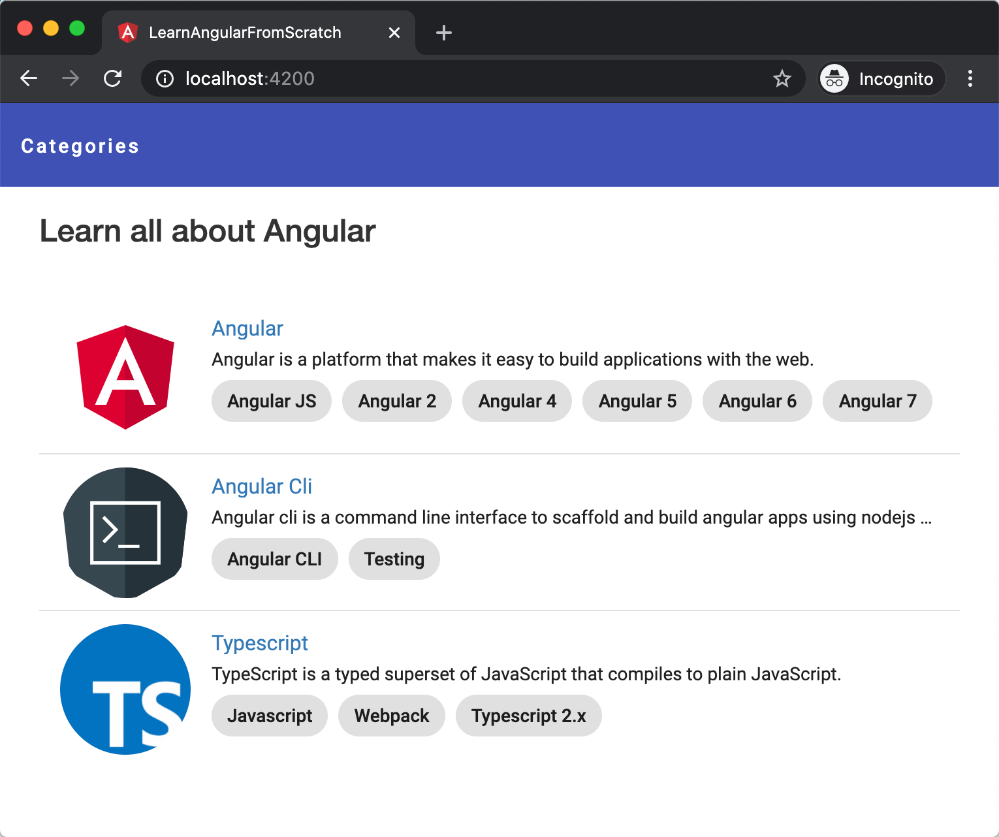 LearnAngularFromScratch
localhost:4200
Incognito
Categories
Learn all about Angular
Angular
Angular is a platform that makes it easy to build applications with the web.
Angular JS Angular 2 Angular 4 Angular 5 Angular 6 Angular 7
Angular Cli
Angular cli is a command line interface to scaffold and build angular apps using nodejs ...
Angular CLI Testing
Typescript
TypeScript is a typed superset of JavaScript that compiles to plain JavaScript.
TS
Javascript Webpack Typescript 2.x